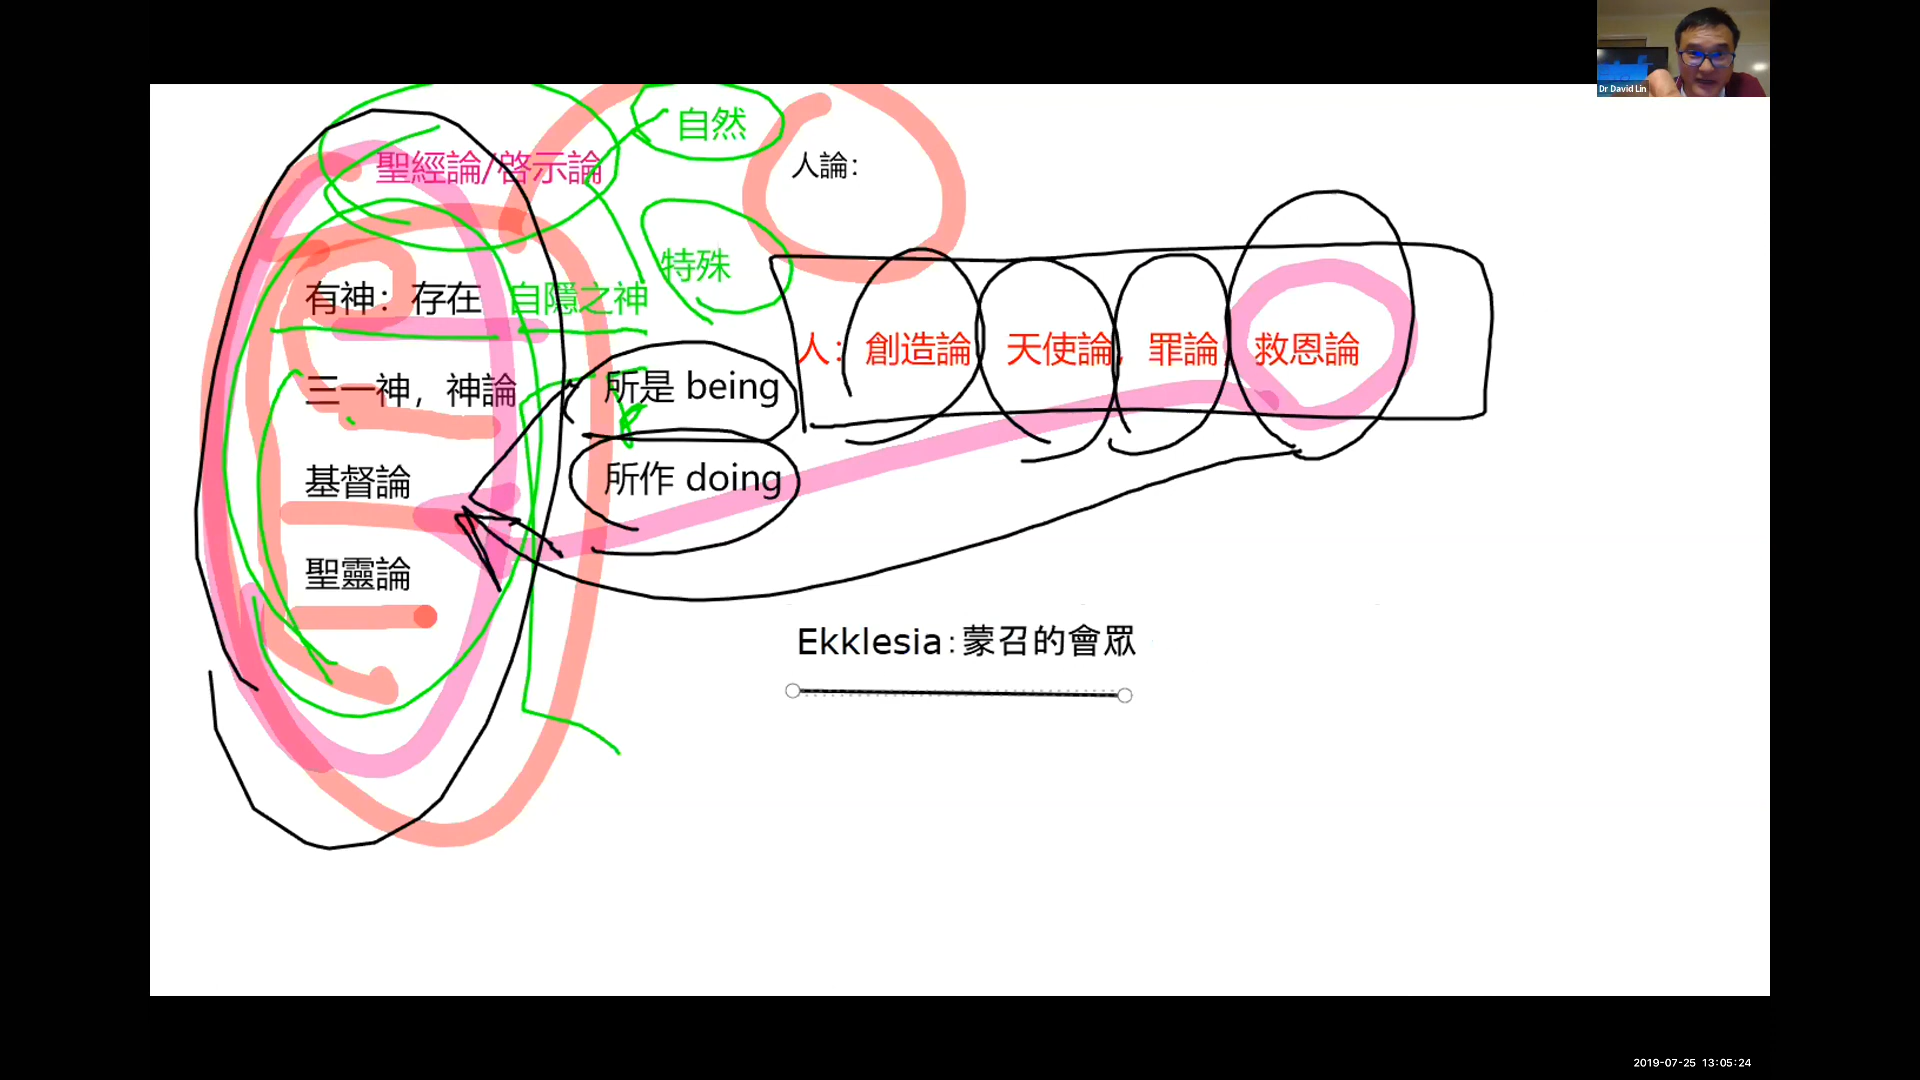 Dr David Lin
自然
聖經論/啓示論
人論：
特殊
有神：存在 自隱之神
人：創造論 天使論，罪論，救恩論
三一神，神論
所是 being
基督論
所作 doing
聖靈論
Ekklesia：蒙召的會眾
2019-07-25 13:05:24